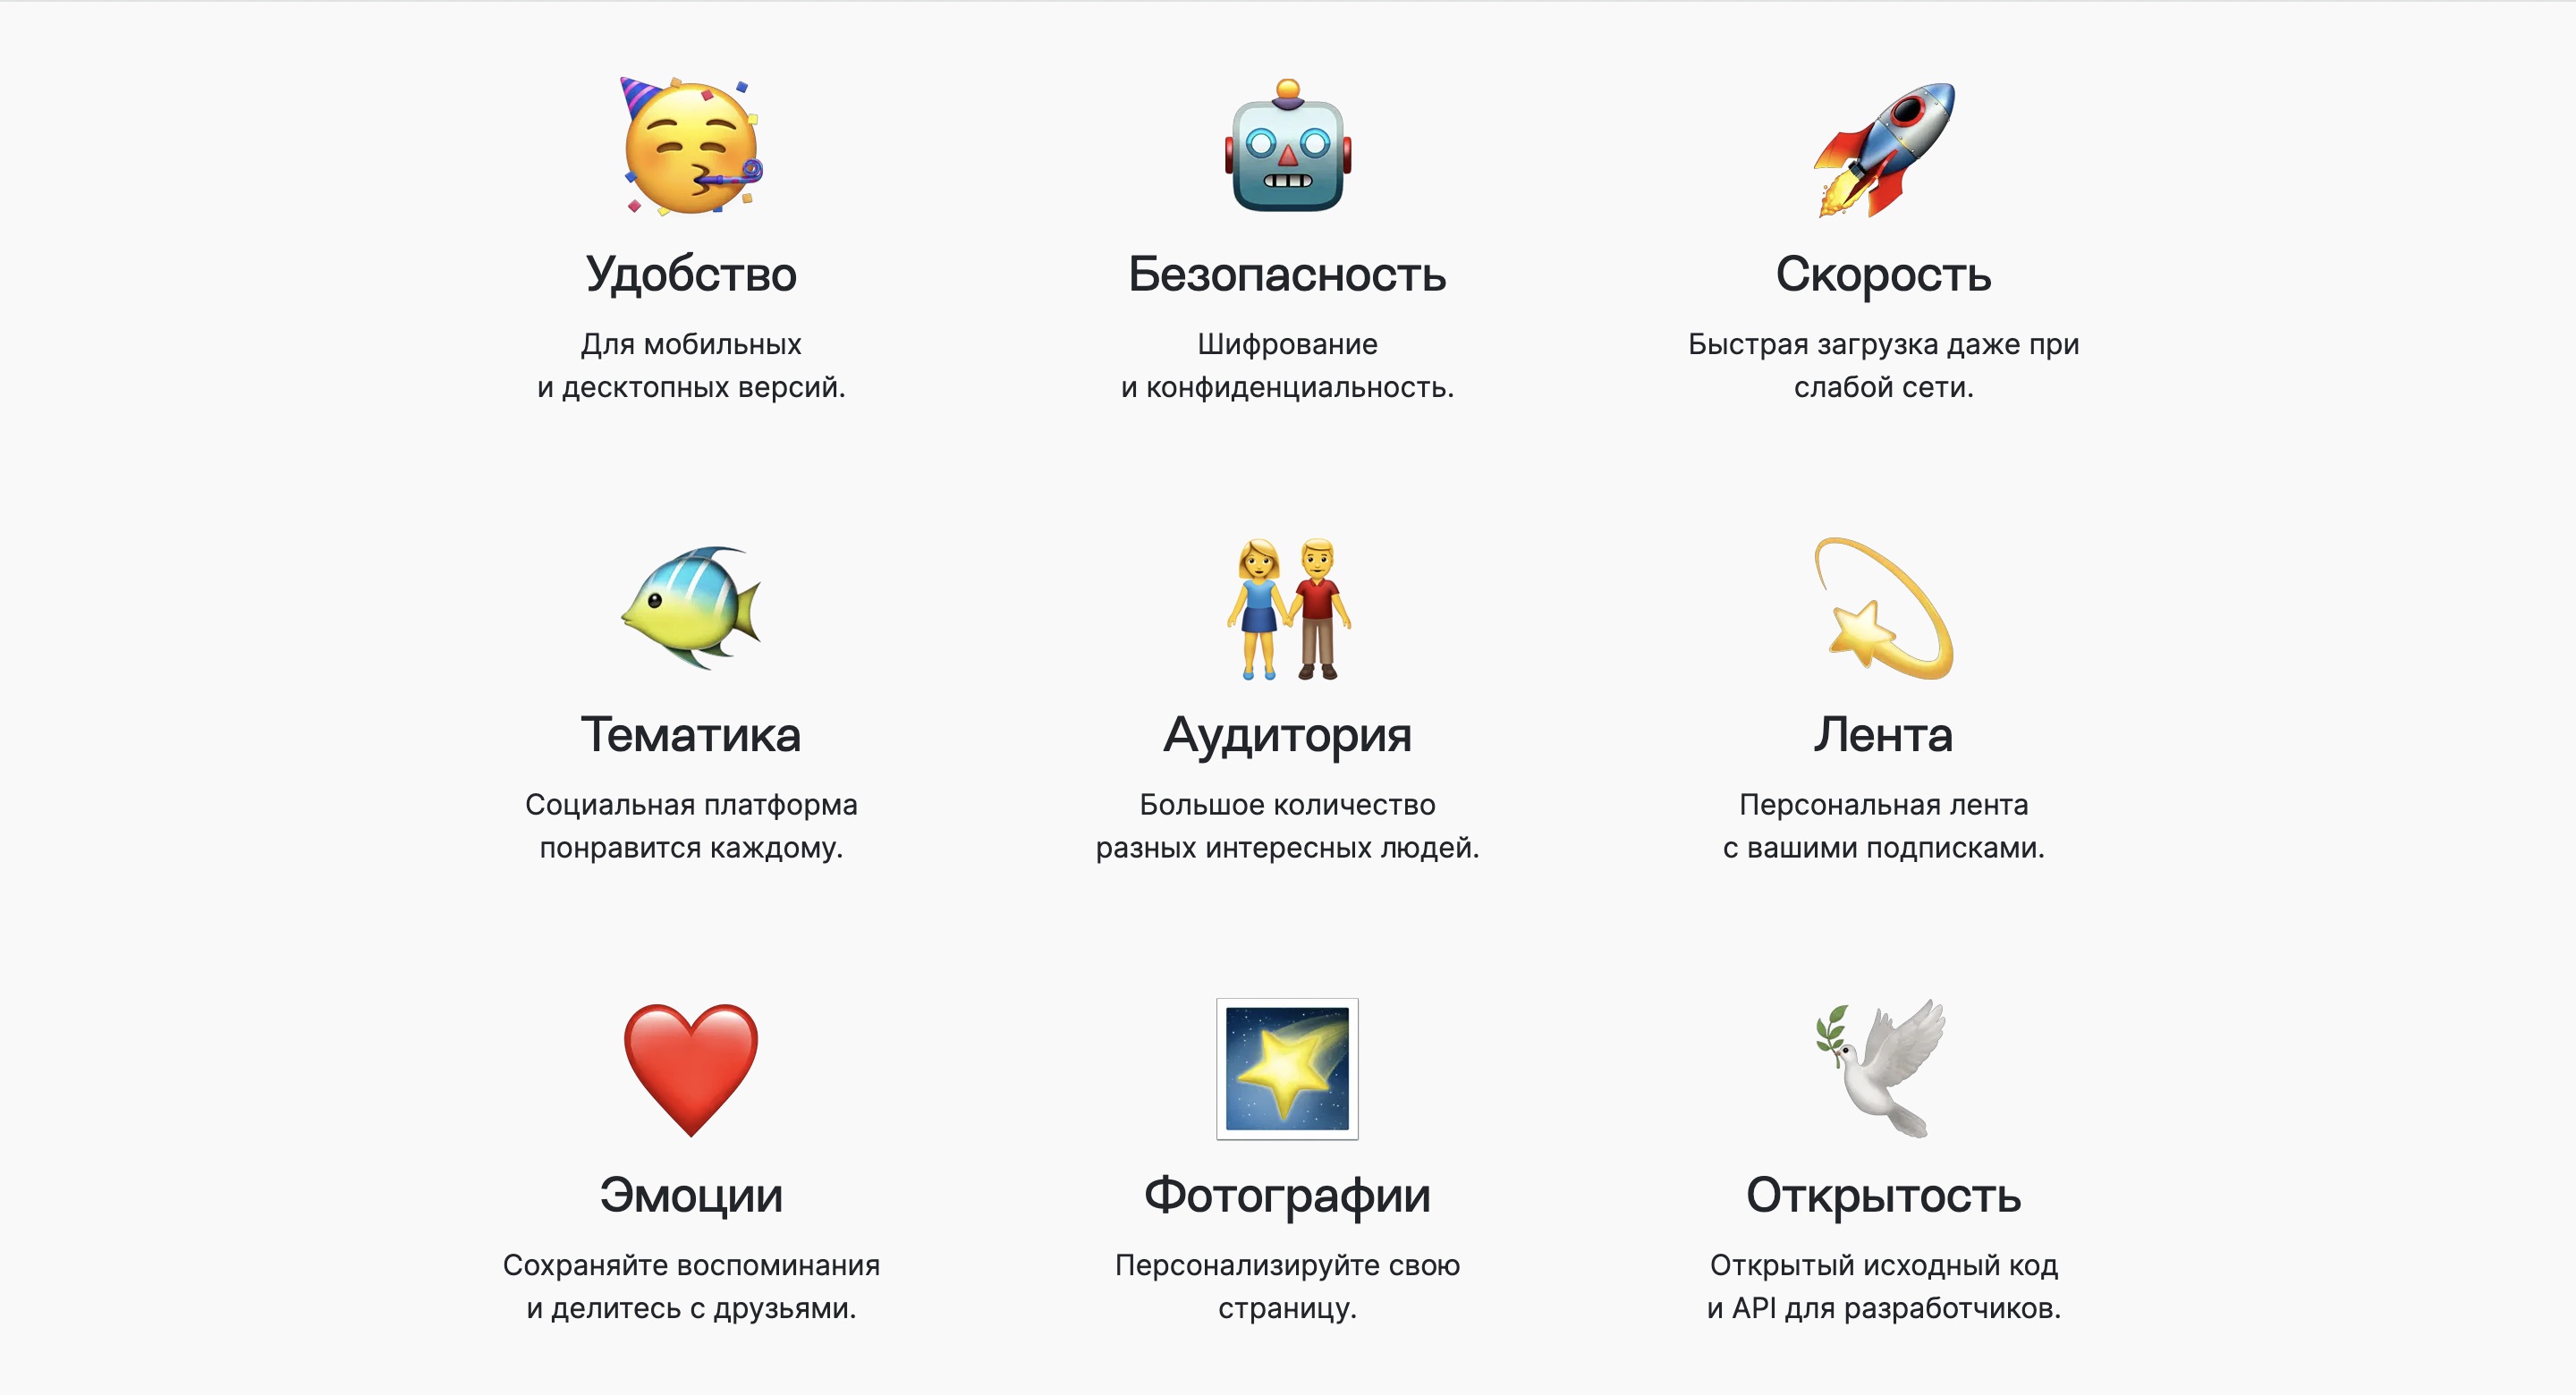 Удобство
Для мобильных
и десктопных версий.
Безопасность
Шифрование
и конфиденциальность.
Скорость
Быстрая загрузка даже при
слабой сети.
Тематика
Социальная платформа
понравится каждому.
Аудитория
Большое количество
разных интересных людей.
Лента
Персональная лента
с вашими подписками.
Эмоции
Сохраняйте воспоминания
и делитесь с друзьями.
Фотографии
Персонализируйте свою
страницу.
Открытость
Открытый исходный код
и API для разработчиков.